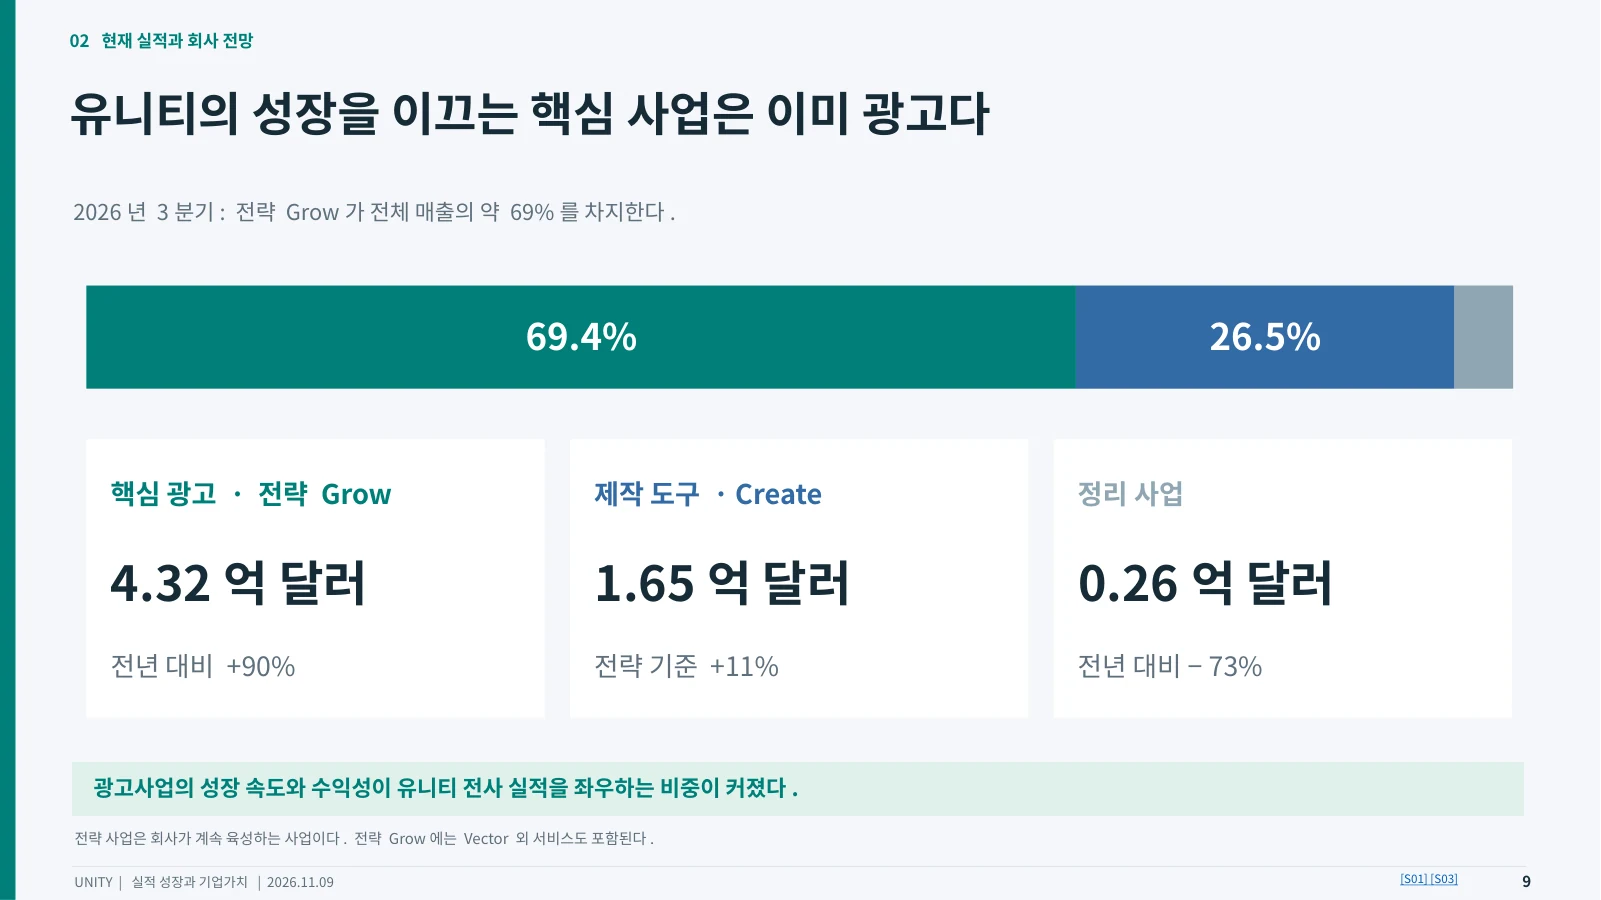 02 현재 실적과 회사 전망
유니티의 성장을 이끄는 핵심 사업은 이미 광고다
2026 년 3 분기 : 전략 Grow 가 전체 매출의 약 69% 를 차지한다 .
69.4%
26.5%
핵심 광고 · 전략 Grow
4.32 억 달러
전년 대비 +90%
제작 도구 · Create
1.65 억 달러
전략 기준 +11%
정리 사업
0.26 억 달러
전년 대비 − 73%
광고사업의 성장 속도와 수익성이 유니티 전사 실적을 좌우하는 비중이 커졌다 .
전략 사업은 회사가 계속 육성하는 사업이다 . 전략 Grow 에는 Vector 외 서비스도 포함된다 .
UNITY | 실적 성장과 기업가치 | 2026.11.09
[S01] [S03]
9